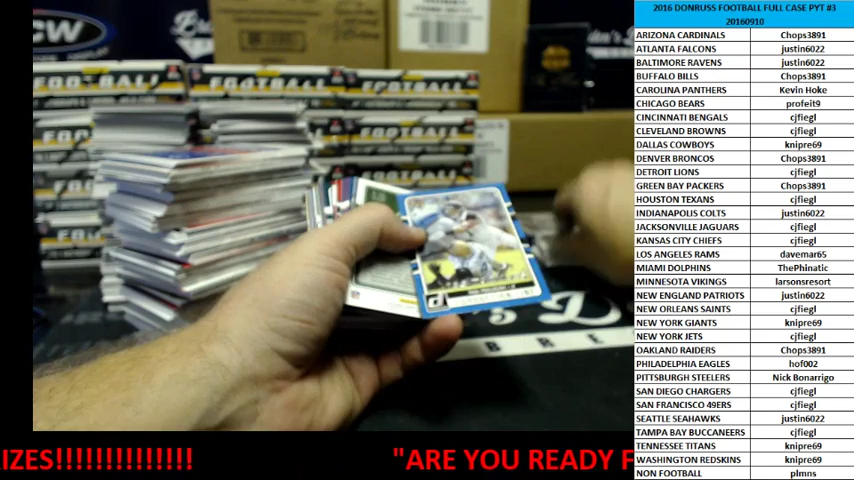 2016 DONRUSS FOOTBALL FULL CASE PYT #3
20160910
ARIZONA CARDINALS Chops3891
ATLANTA FALCONS justin6022
BALTIMORE RAVENS justin6022
BUFFALO BILLS Chops3891
CAROLINA PANTHERS Kevin Hoke
CHICAGO BEARS profeit9
CINCINNATI BENGALS cjfiegl
CLEVELAND BROWNS cjfiegl
DALLAS COWBOYS knipre69
DENVER BRONCOS Chops3891
DETROIT LIONS cjfiegl
GREEN BAY PACKERS Chops3891
HOUSTON TEXANS cjfiegl
INDIANAPOLIS COLTS justin6022
JACKSONVILLE JAGUARS cjfiegl
KANSAS CITY CHIEFS cjfiegl
LOS ANGELES RAMS davemar65
MIAMI DOLPHINS ThePhinatic
MINNESOTA VIKINGS larsonsresort
NEW ENGLAND PATRIOTS justin6022
NEW ORLEANS SAINTS cjfiegl
NEW YORK GIANTS knipre69
NEW YORK JETS cjfiegl
OAKLAND RAIDERS Chops3891
PHILADELPHIA EAGLES hof002
PITTSBURGH STEELERS Nick Bonarrigo
SAN DIEGO CHARGERS cjfiegl
SAN FRANCISCO 49ERS cjfiegl
SEATTLE SEAHAWKS justin6022
TAMPA BAY BUCCANEERS cjfiegl
TENNESSEE TITANS knipre69
WASHINGTON REDSKINS knipre69
NON FOOTBALL plmns
CW
FOOTBALL
FOOTBALL
FOOTBALL
B R E
IZES!!!!!!!!!!!!!!! "ARE YOU READY F